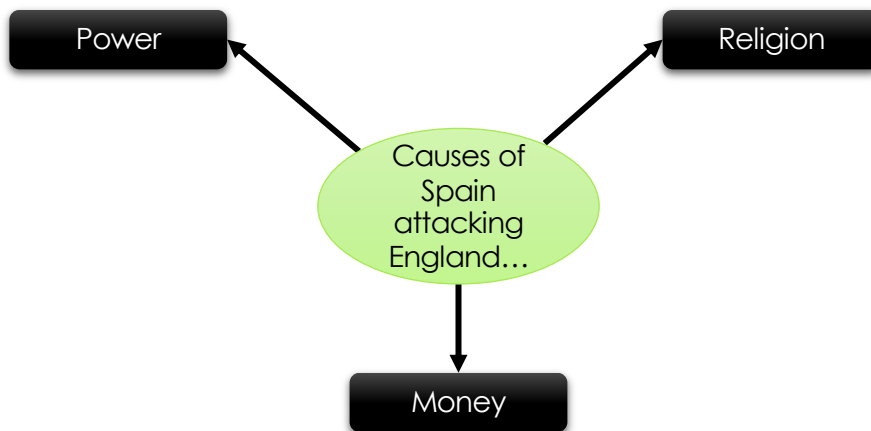 Power
Religion
Causes of
Spain
attacking
England…
Money